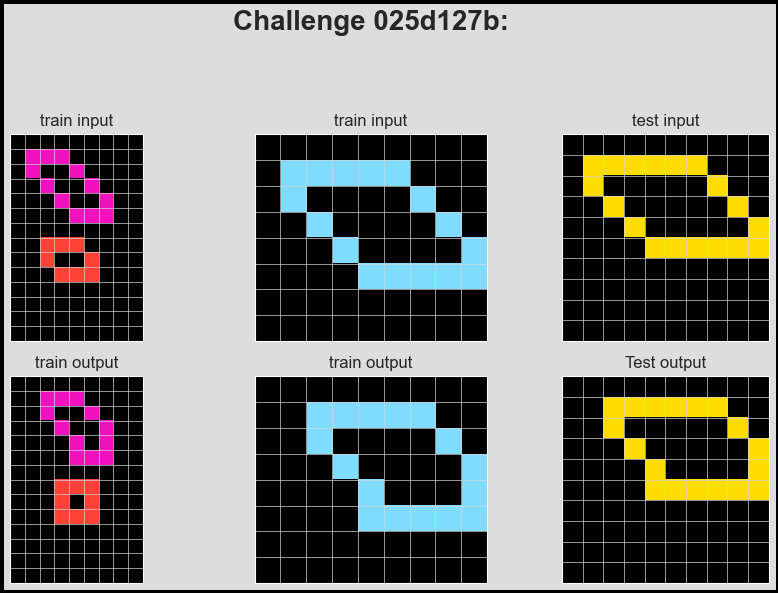 Challenge 025d127b:
train input
train input
test input
train output
train output
Test output